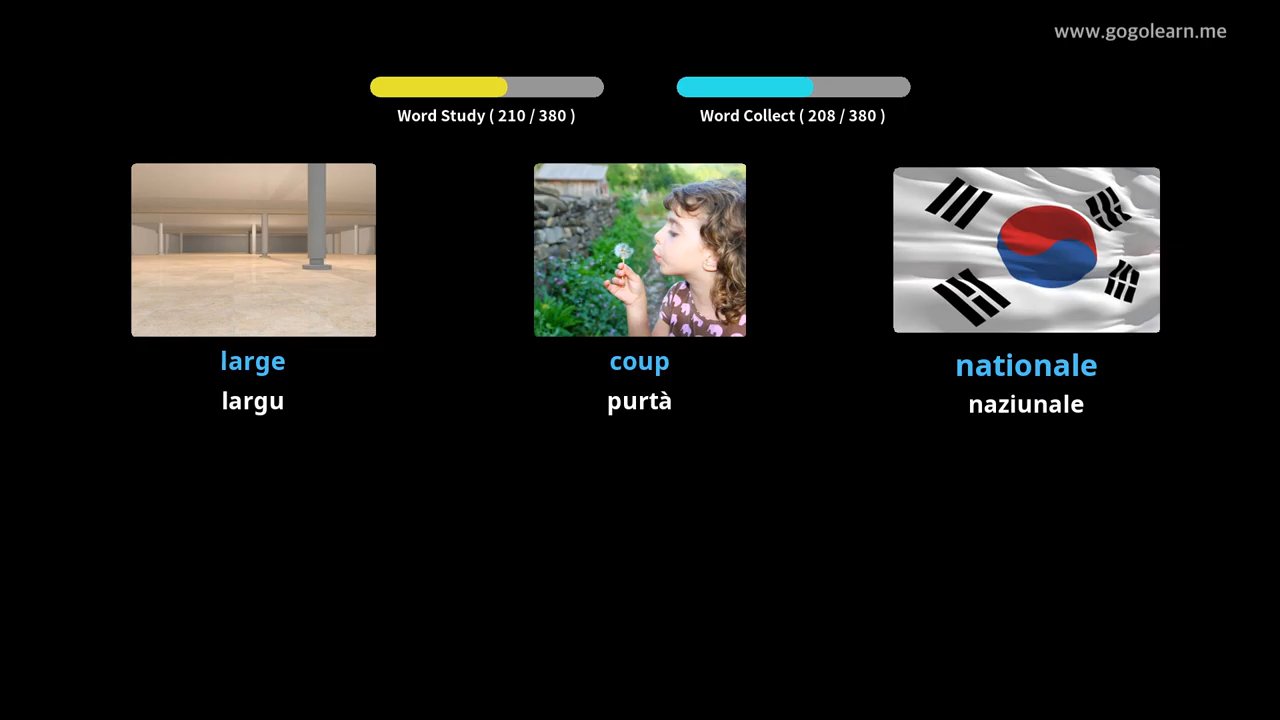 www.gogolearn.me
Word Study ( 210 / 380 )
Word Collect ( 208 / 380 )
large
coup
nationale
largu
purtà
naziunale